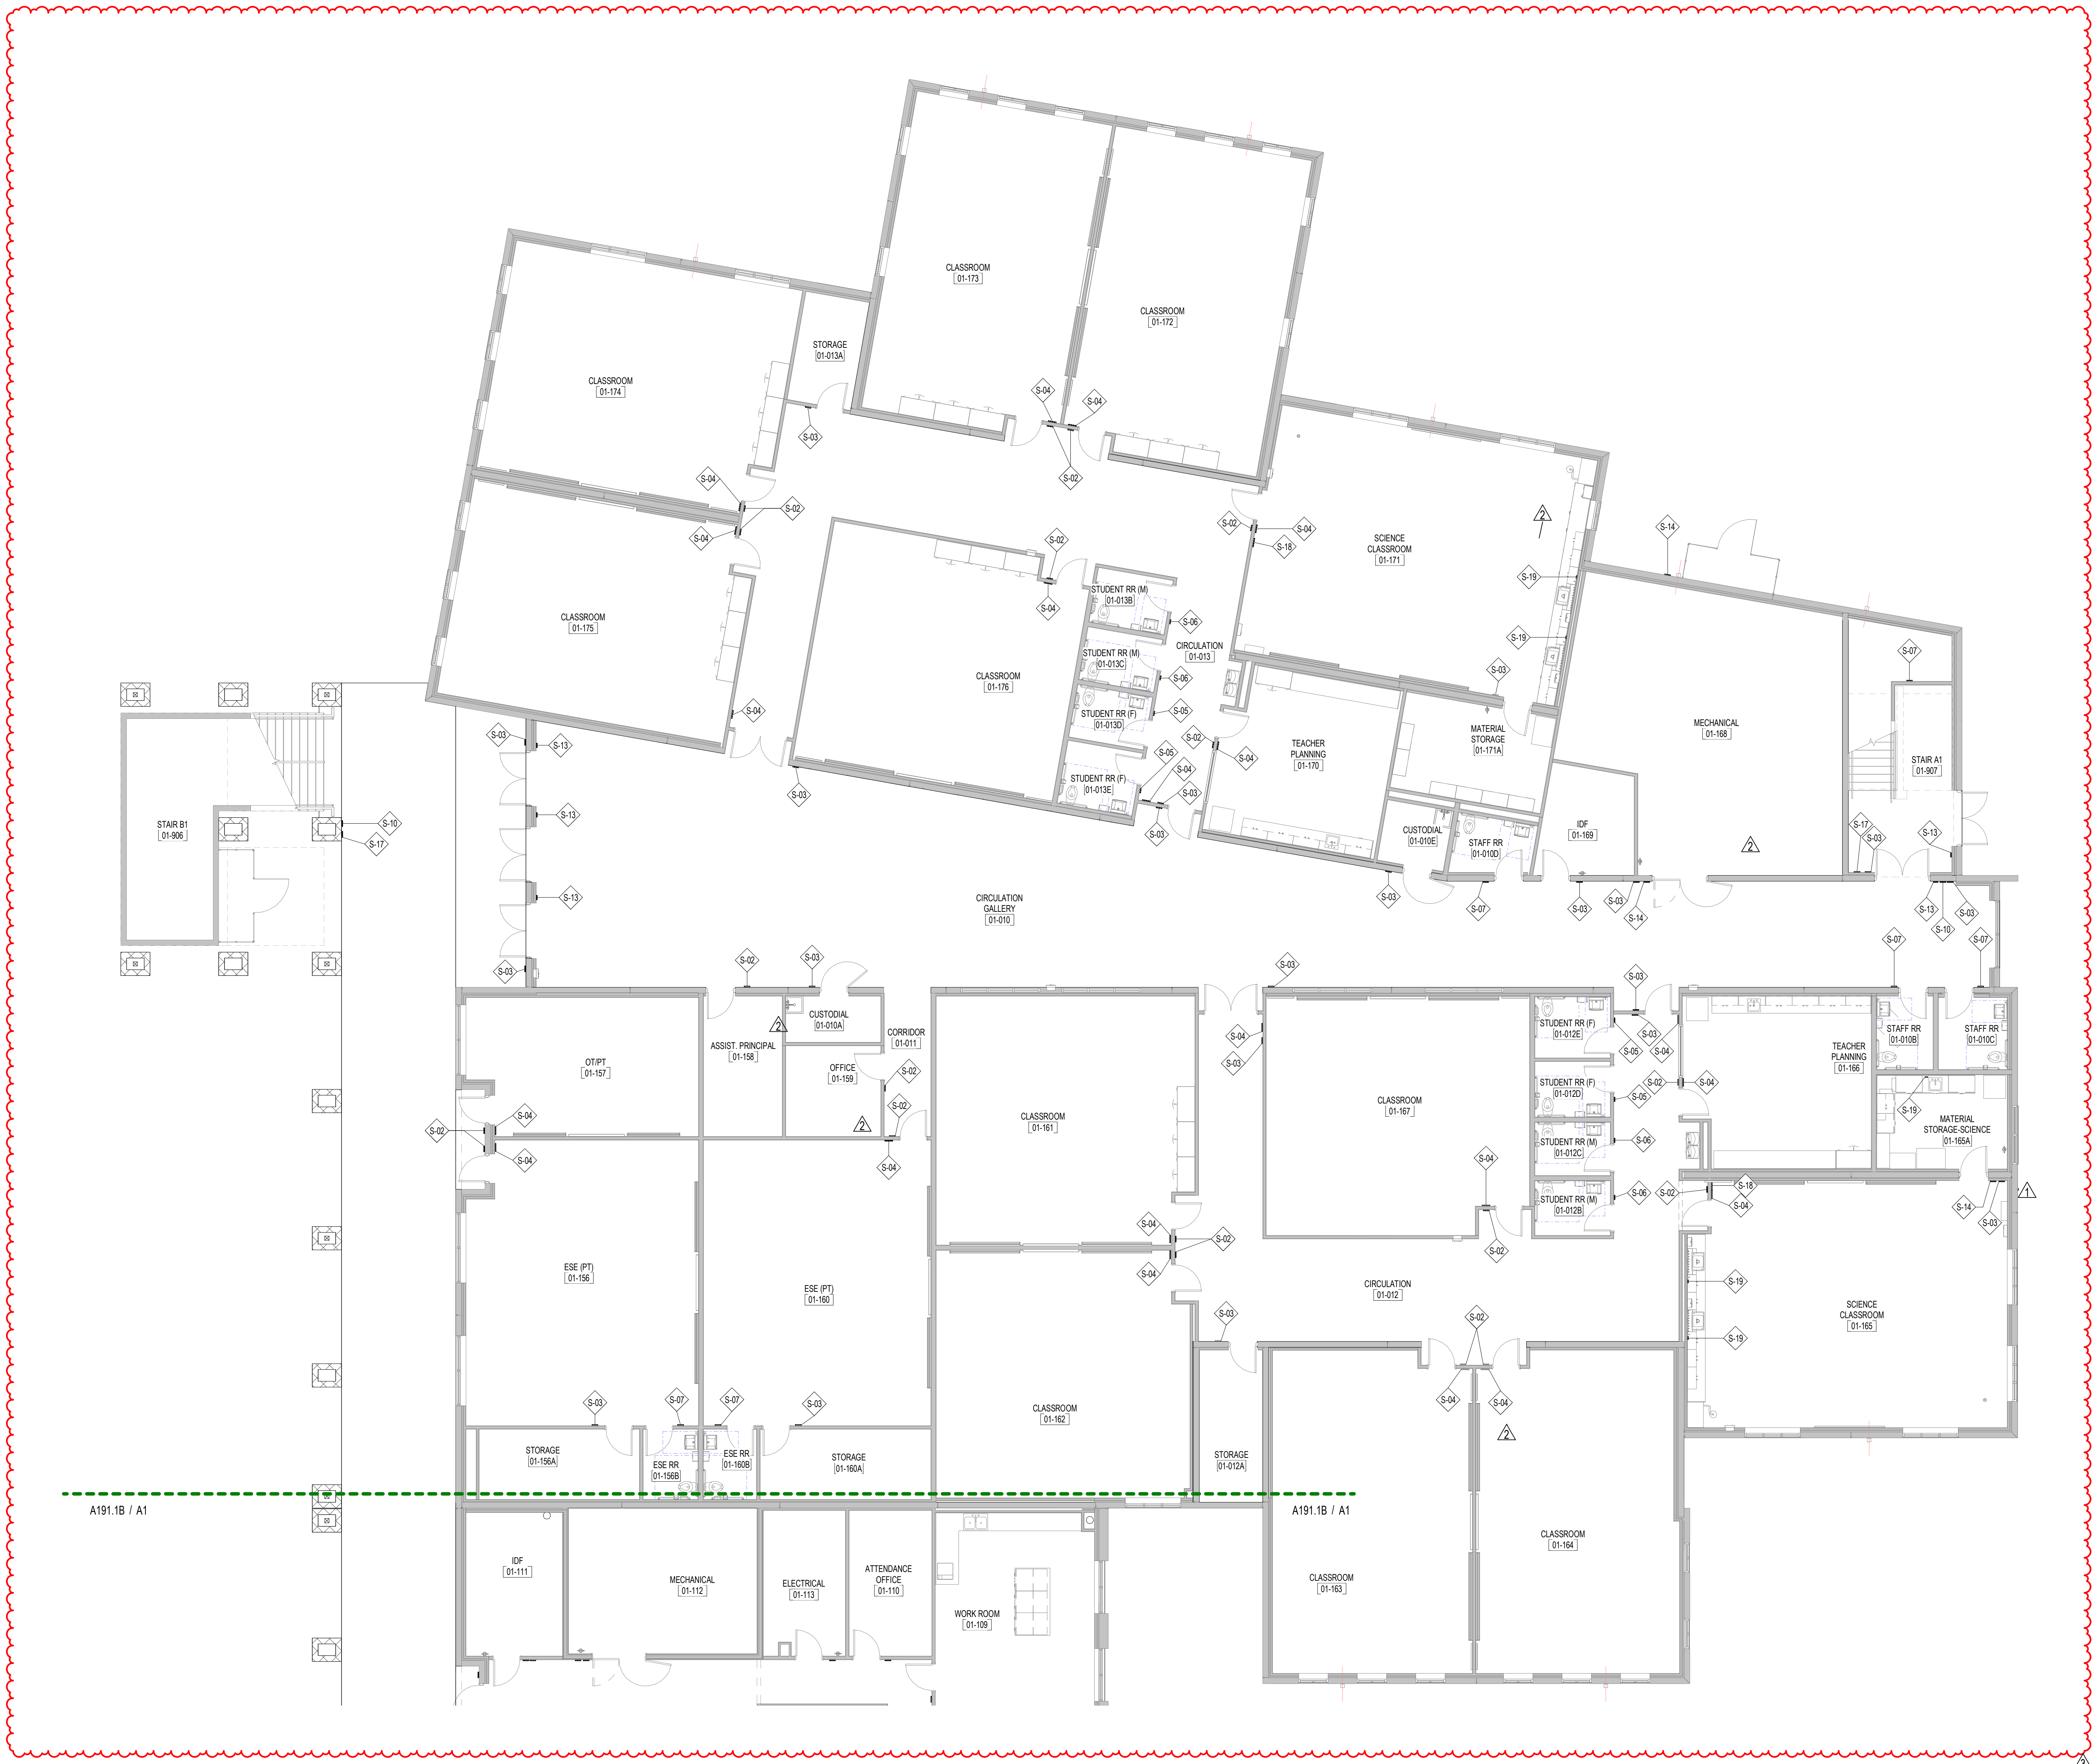 CLASSROOM
01-173
CLASSROOM
01-172
STORAGE
01-013A
CLASSROOM
01-174
S-04
S-04
S-03
S-02
S-04
S-02
S-04
S-02
S-04
S-18
2
S-14
SCIENCE
CLASSROOM
01-171
S-02
S-04
S-19
STUDENT RR (M)
01-013B
CLASSROOM
01-175
S-06
S-19
CIRCULATION
01-013
STUDENT RR (M)
01-013C
S-07
CLASSROOM
01-176
S-06
S-03
S-04
STUDENT RR (F)
01-013D
S-05
MATERIAL
STORAGE
01-171A
MECHANICAL
01-168
S-03
S-13
S-02
S-04
TEACHER
PLANNING
01-170
S-05
S-04
S-03
STUDENT RR (F)
01-013E
STAIR A1
01-907
S-03
S-13
S-03
STAIR B1
01-906
S-10
S-17
CUSTODIAL
01-010E
STAFF RR
01-010D
IDF
01-169
2
S-17
S-03
S-13
S-13
CIRCULATION
GALLERY
01-010
S-03
S-07
S-03
S-03
S-14
S-13
S-10
S-03
S-03
S-02
S-03
S-03
S-03
S-07
S-07
CUSTODIAL
01-010A
2
ASSIST. PRINCIPAL
01-158
CORRIDOR
01-011
OFFICE
01-159
OT/PT
01-157
S-04
S-03
STUDENT RR (F)
01-012E
S-03
S-05
S-04
TEACHER
PLANNING
01-166
STAFF RR
01-010B
STAFF RR
01-010C
S-02
S-02
S-02
S-04
S-04
S-02
2
S-04
CLASSROOM
01-161
CLASSROOM
01-167
STUDENT RR (F)
01-012D
S-05
S-02
S-04
S-19
MATERIAL
STORAGE-SCIENCE
01-165A
STUDENT RR (M)
01-012C
S-06
S-04
STUDENT RR (M)
01-012B
S-06
S-02
S-18
S-04
S-14
S-03
1
S-04
S-02
S-04
S-02
ESE (PT)
01-156
ESE (PT)
01-160
CIRCULATION
01-012
S-19
S-19
SCIENCE
CLASSROOM
01-165
S-03
S-02
S-04
S-04
2
S-03
S-07
S-07
S-03
CLASSROOM
01-162
STORAGE
01-156A
ESE RR
01-156B
ESE RR
01-160B
STORAGE
01-160A
STORAGE
01-012A
A191.1B / A1
A191.1B / A1
IDF
01-111
MECHANICAL
01-112
ELECTRICAL
01-113
ATTENDANCE
OFFICE
01-110
WORK ROOM
01-109
CLASSROOM
01-163
CLASSROOM
01-164